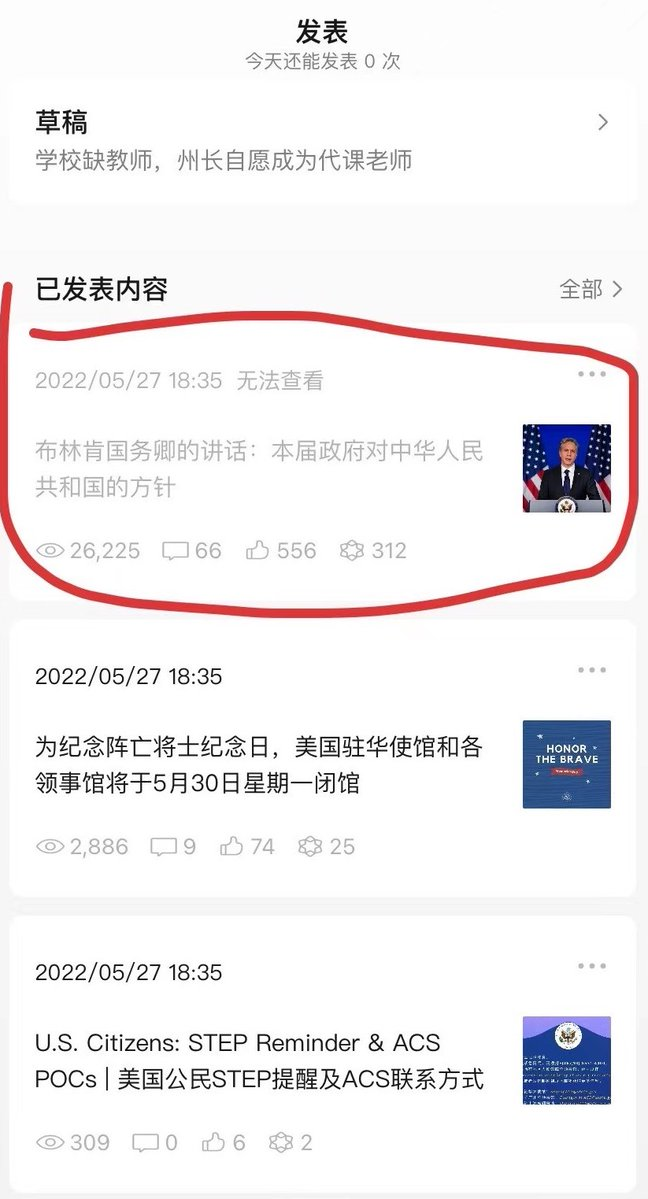 发表
今天还能发表 0 次
草稿
学校缺教师，州长自愿成为代课老师
已发表内容
全部
2022/05/27 18:35 无法查看
布林肯国务卿的讲话：本届政府对中华人民
共和国的方针
26,225 66 556 312
2022/05/27 18:35
为纪念阵亡将士纪念日，美国驻华使馆和各
领事馆将于5月30日星期一闭馆
HONOR
THE BRAVE
2,886 9 74 25
2022/05/27 18:35
U.S. Citizens: STEP Reminder & ACS
POCs | 美国公民STEP提醒及ACS联系方式
309 0 6 2